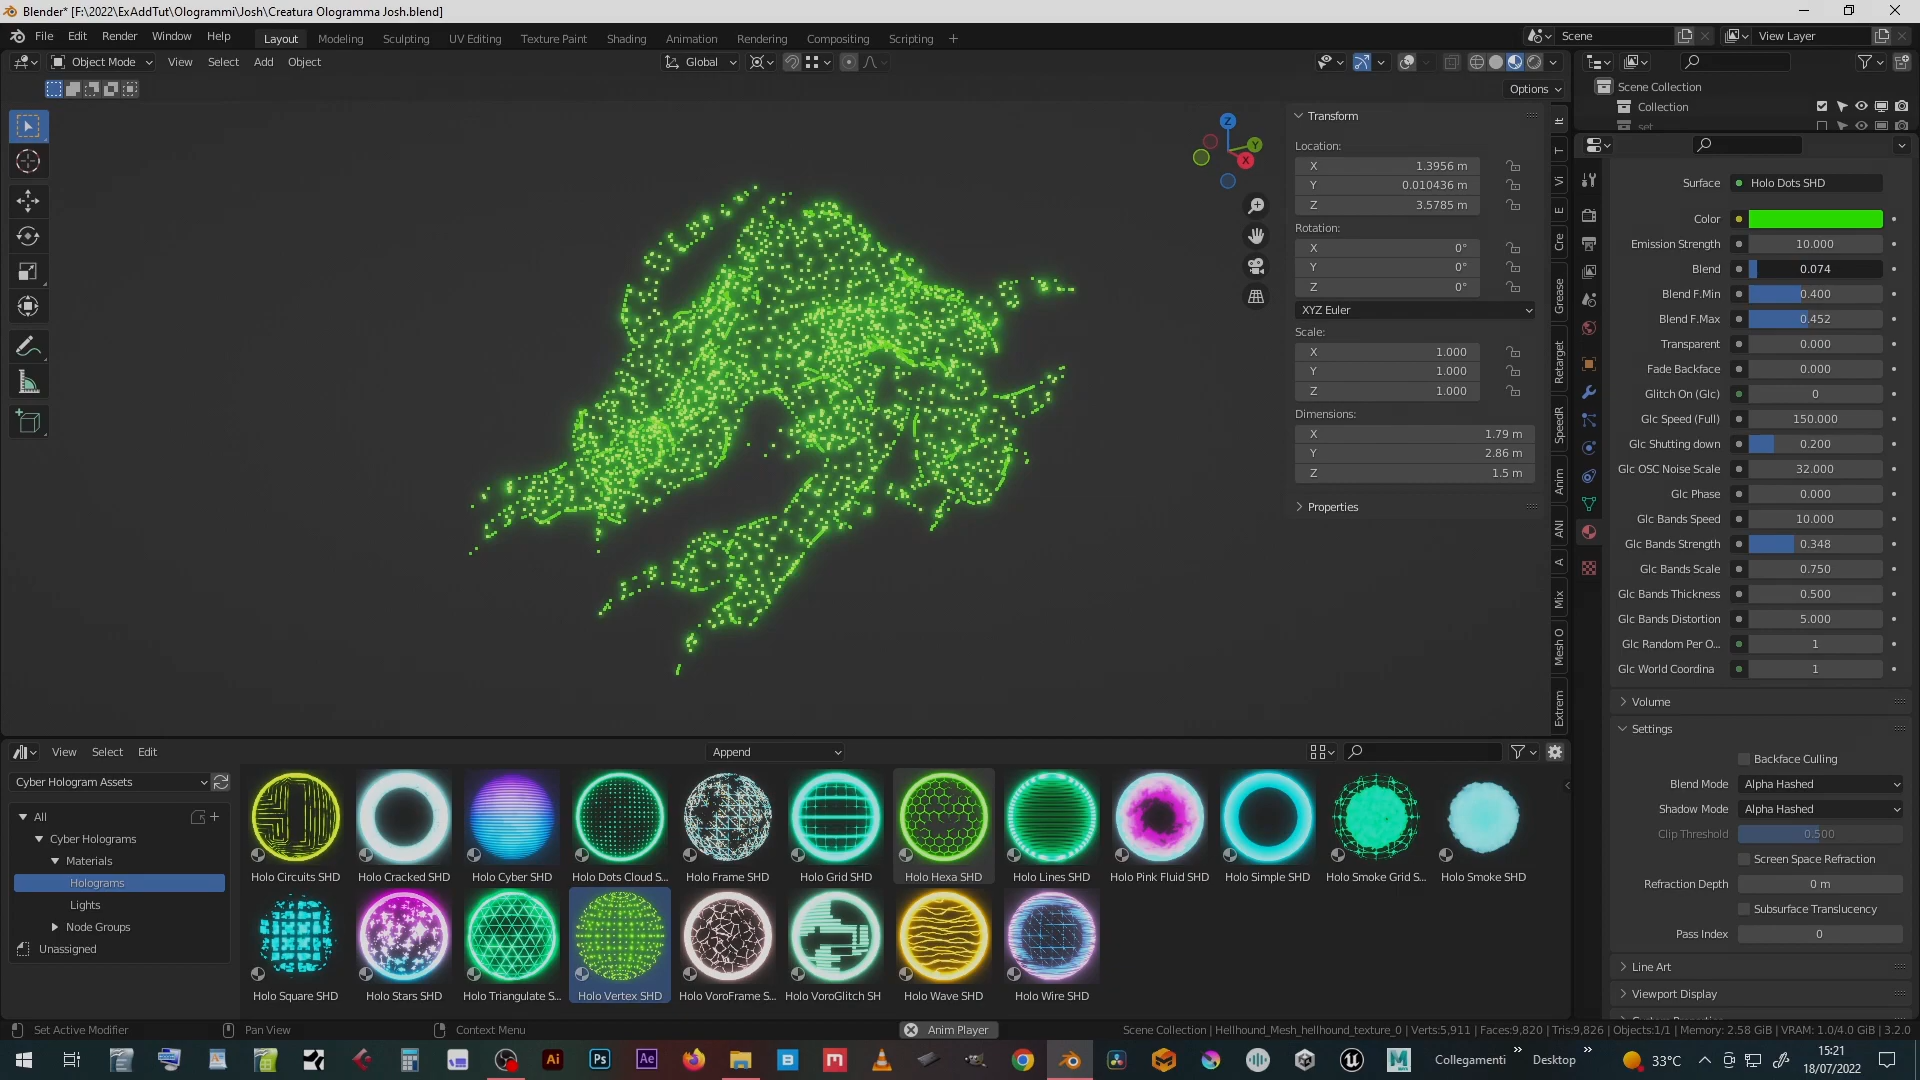 Blender* [F:\2022\ExAddTut\Ologrammi\Josh\Creatura Ologramma Josh.blend]
File Edit Render Window Help Layout Modeling Sculpting UV Editing Texture Paint Shading Animation Rendering Compositing Scripting + Scene View Layer
Object Mode View Select Add Object Global
Options
Transform
Location:
X 1.3956 m
Y 0.010436 m
Z 3.5785 m
Rotation:
X 0°
Y 0°
Z 0°
XYZ Euler
Scale:
X 1.000
Y 1.000
Z 1.000
Dimensions:
X 1.79 m
Y 2.86 m
Z 1.5 m
Properties
Z
Y
X
It
T
Vi
E
Cre
Grease
Retarget
SpeedR
Anim
ANI
A
Mix
Mesh O
Extrem
Scene Collection
Collection
set
Surface Holo Dots SHD
Color
Emission Strength 10.000
Blend 0.074
Blend F.Min 0.400
Blend F.Max 0.452
Transparent 0.000
Fade Backface 0.000
Glitch On (Glc) 0
Glc Speed (Full) 150.000
Glc Shutting down 0.200
Glc OSC Noise Scale 32.000
Glc Phase 0.000
Glc Bands Speed 10.000
Glc Bands Strength 0.348
Glc Bands Scale 0.750
Glc Bands Thickness 0.500
Glc Bands Distortion 5.000
Glc Random Per O... 1
Glc World Coordina 1
Volume
Settings
Backface Culling
Blend Mode Alpha Hashed
Shadow Mode Alpha Hashed
Clip Threshold 0.500
Screen Space Refraction
Refraction Depth 0 m
Subsurface Translucency
Pass Index 0
Line Art
Viewport Display
View Select Edit Append
Cyber Hologram Assets
All
Cyber Holograms
Materials
Holograms
Lights
Node Groups
Unassigned
Holo Circuits SHD Holo Cracked SHD Holo Cyber SHD Holo Dots Cloud S... Holo Frame SHD Holo Grid SHD Holo Hexa SHD Holo Lines SHD Holo Pink Fluid SHD Holo Simple SHD Holo Smoke Grid S... Holo Smoke SHD
Holo Square SHD Holo Stars SHD Holo Triangulate S... Holo Vertex SHD Holo VoroFrame S... Holo VoroGlitch SH Holo Wave SHD Holo Wire SHD
Set Active Modifier Pan View Context Menu Anim Player Scene Collection | Hellhound_Mesh_hellhound_texture_0 | Verts:5,911 | Faces:9,820 | Tris:9,826 | Objects:1/1 | Memory: 2.58 GiB | VRAM: 1.0/4.0 GiB | 3.2.0
Ai Ps Ae B M U M Collegamenti » Desktop » 33°C 15:21
18/07/2022